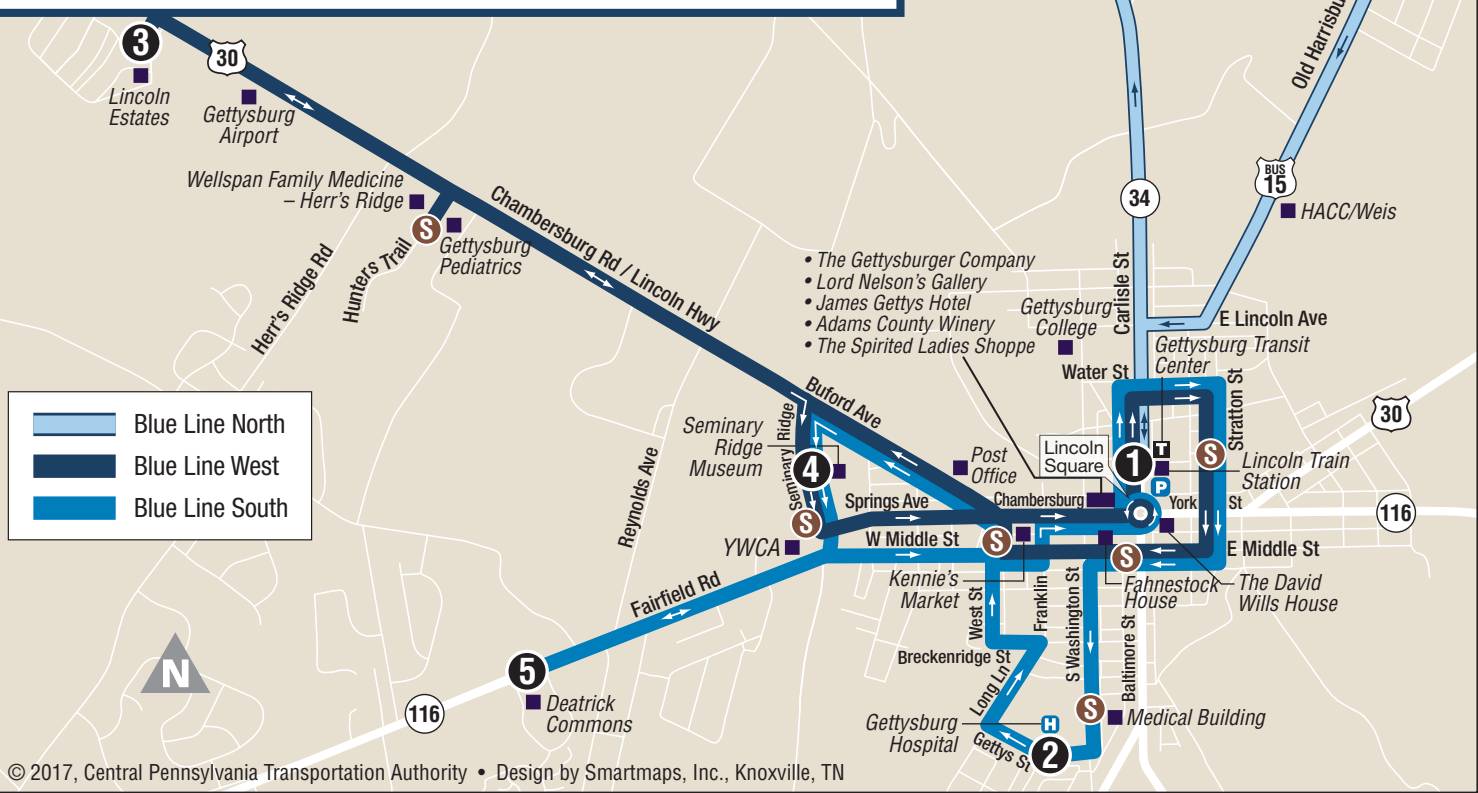 3
30
Lincoln
Estates
Gettysburg
Airport
Wellspan Family Medicine
– Herr's Ridge
S
Gettysburg
Pediatrics
Hunters Trail
Herr's Ridge Rd
Chambersburg Rd / Lincoln Hwy
Old Harrisbu
BUS
15
HACC/Weis
34
Carlisle St
E Lincoln Ave
• The Gettysburger Company
• Lord Nelson's Gallery
• James Gettys Hotel
• Adams County Winery
• The Spirited Ladies Shoppe
Gettysburg
College
Gettysburg Transit
Center
Water St
Stratton St
30
Blue Line North
Blue Line West
Blue Line South
Buford Ave
Seminary Ridge
Seminary
Ridge
Museum
4
Reynolds Ave
Post
Office
Lincoln
Square
1
T
P
S
Lincoln Train
Station
Springs Ave
Chambersburg
York
St
116
S
YWCA
W Middle St
S
S
E Middle St
Kennie's
Market
Fahnestock
House
The David
Wills House
Fairfield Rd
West St
Franklin
S Washington St
Baltimore St
Breckenridge St
Long Ln
N
5
Deatrick
Commons
116
Gettysburg
Hospital
H
S
Medical Building
Gettys St
2
© 2017, Central Pennsylvania Transportation Authority • Design by Smartmaps, Inc., Knoxville, TN